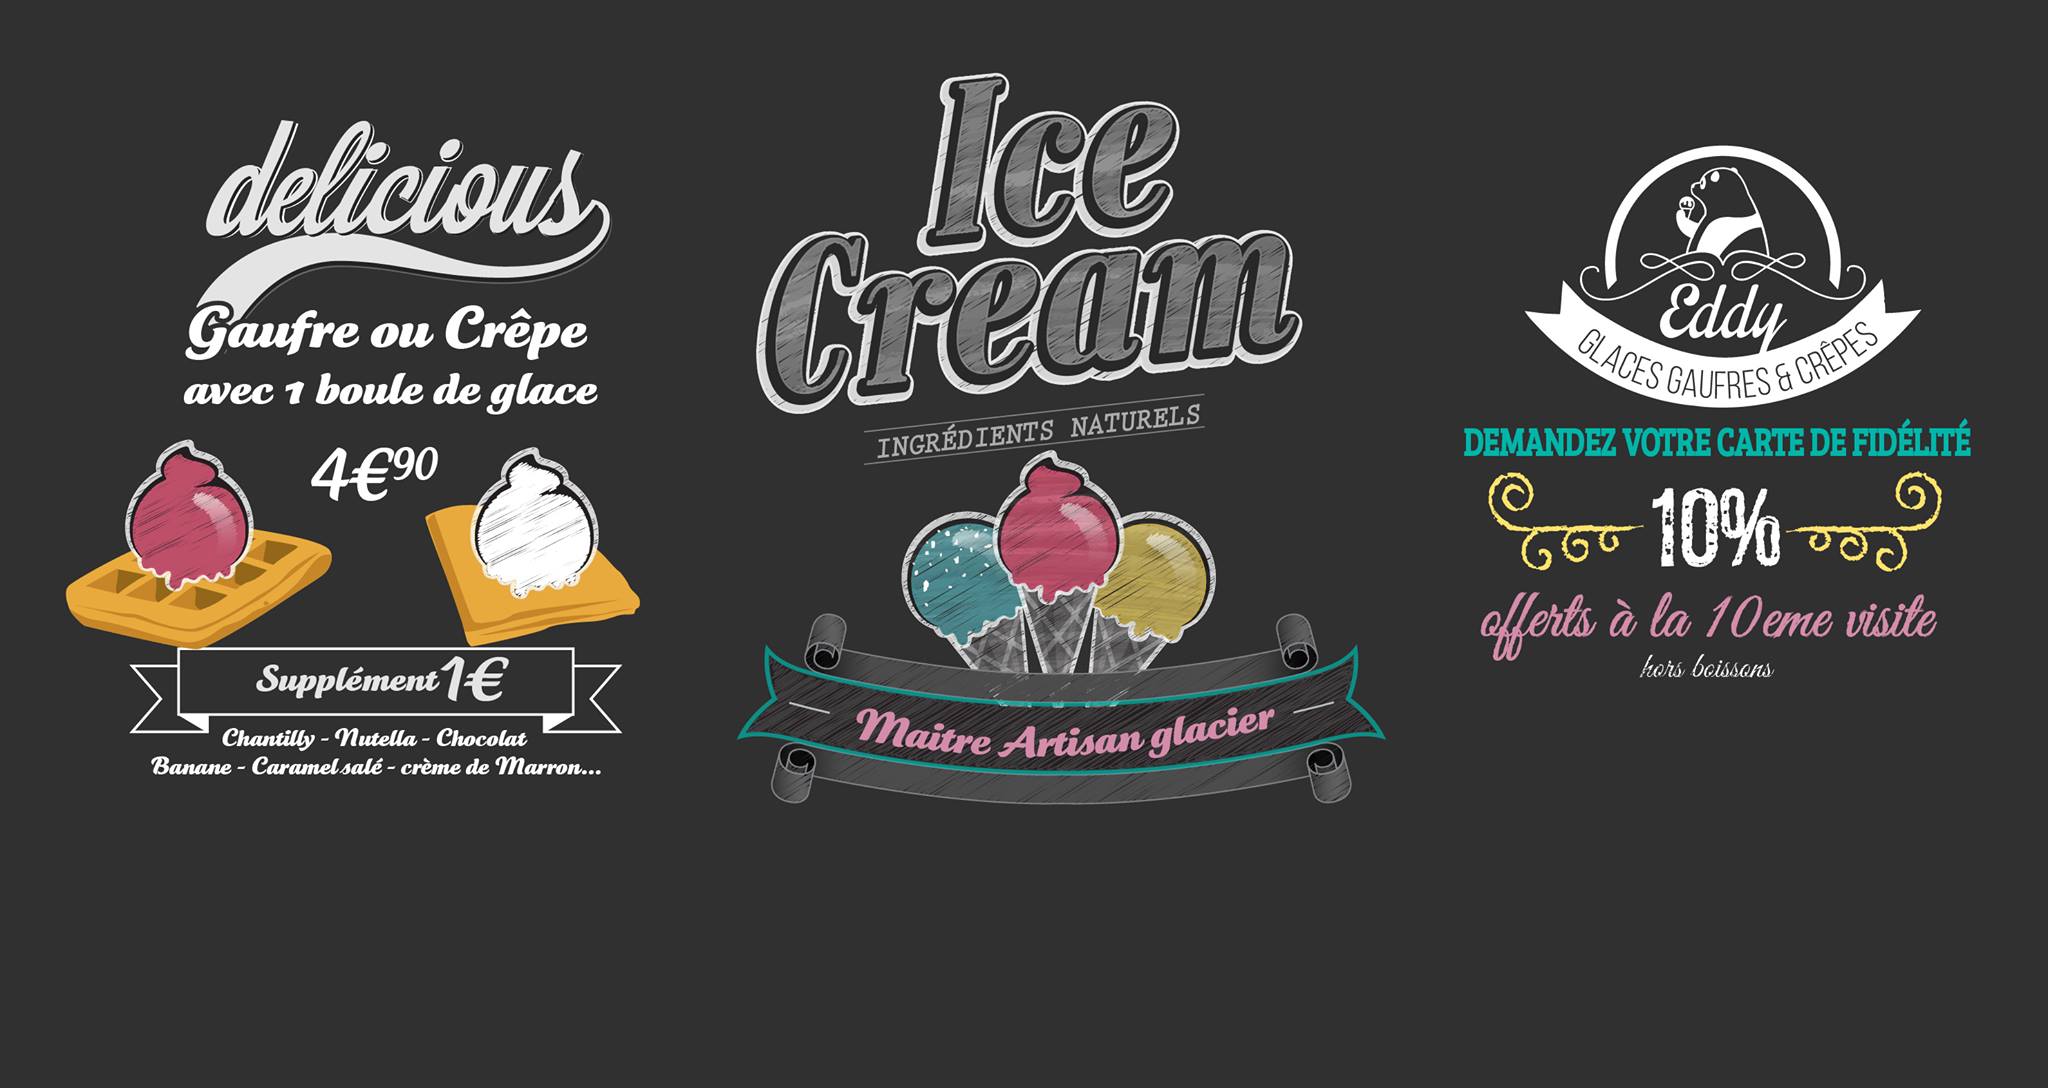 delicious
Gaufre ou Crêpe
avec 1 boule de glace
4€90
Supplément 1€
Chantilly - Nutella - Chocolat
Banane - Caramel salé - crème de Marron...
Ice
Cream
INGRÉDIENTS NATURELS
Maitre Artisan glacier
Eddy
GLACES GAUFRES & CRÊPES
DEMANDEZ VOTRE CARTE DE FIDÉLITÉ
10%
offerts à la 10eme visite
hors boissons